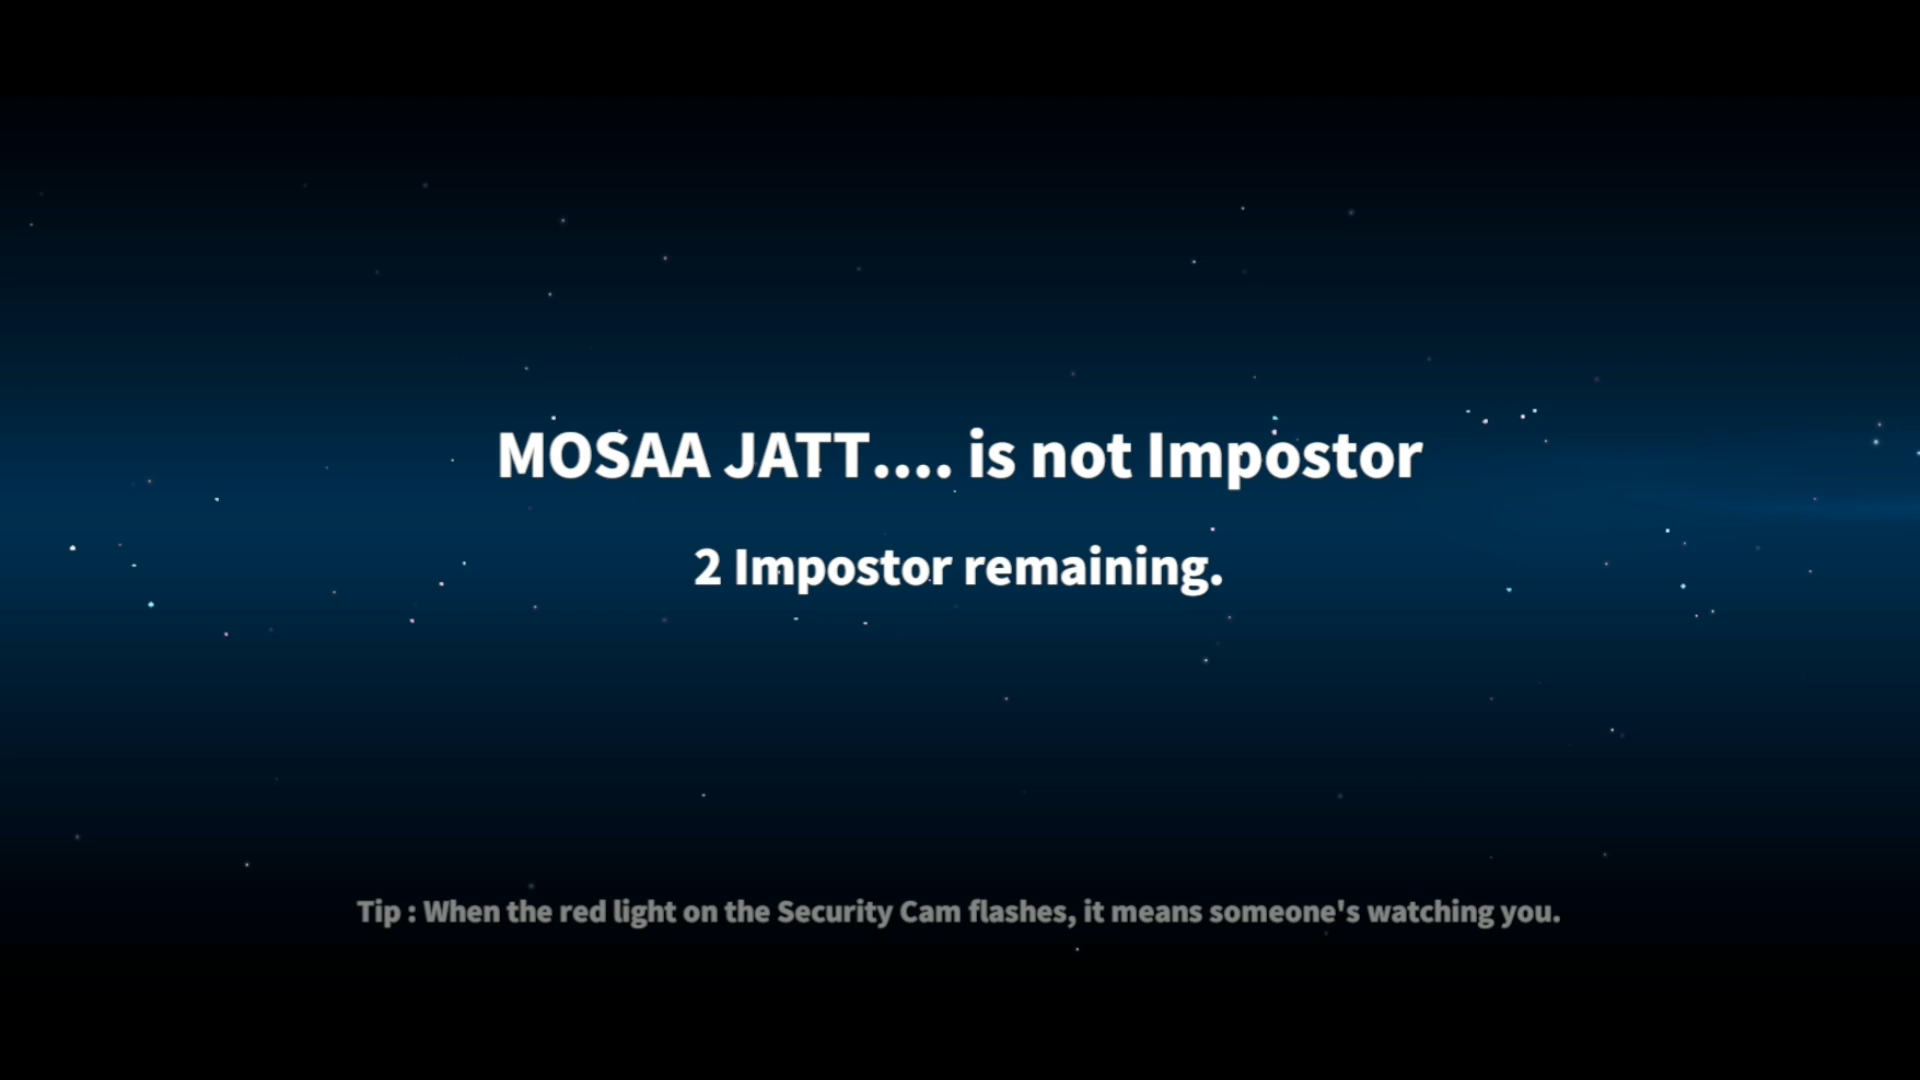 MOSAA JATT.... is not Impostor
2 Impostor remaining.
Tip : When the red light on the Security Cam flashes, it means someone's watching you.